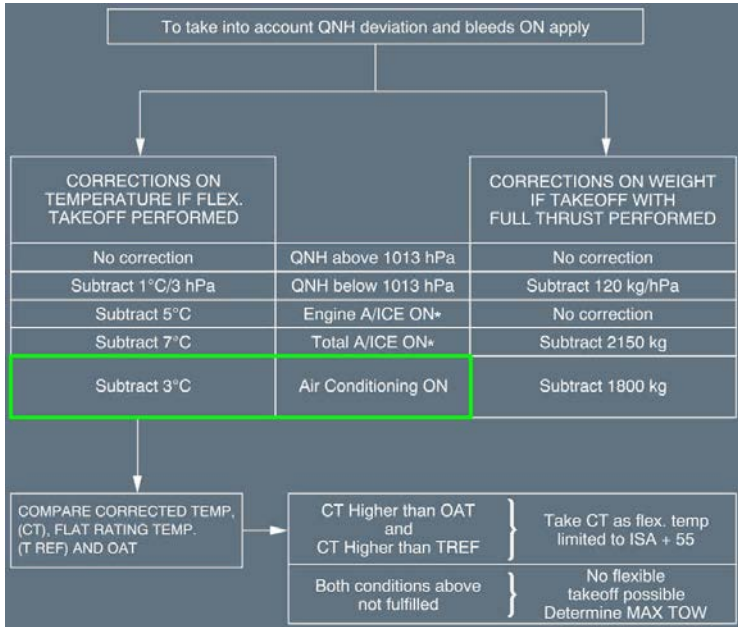 To take into account QNH deviation and bleeds ON apply
CORRECTIONS ON
TEMPERATURE IF FLEX.
TAKEOFF PERFORMED
CORRECTIONS ON WEIGHT
IF TAKEOFF WITH
FULL THRUST PERFORMED
No correction
QNH above 1013 hPa
No correction
Subtract 1°C/3 hPa
QNH below 1013 hPa
Subtract 120 kg/hPa
Subtract 5°C
Engine A/ICE ON*
No correction
Subtract 7°C
Total A/ICE ON*
Subtract 2150 kg
Subtract 3°C
Air Conditioning ON
Subtract 1800 kg
COMPARE CORRECTED TEMP,
(CT), FLAT RATING TEMP.
(T REF) AND OAT
CT Higher than OAT
and
CT Higher than TREF
}
Take CT as flex. temp
limited to ISA + 55
Both conditions above
not fulfilled
}
No flexible
takeoff possible
Determine MAX TOW